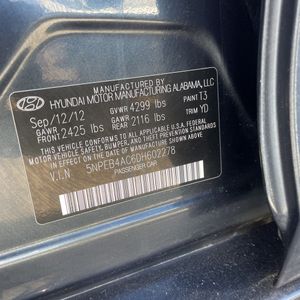 MANUFACTURED BY
HYUNDAI MOTOR MANUFACTURING ALABAMA, LLC
Sep/12/12 GVWR 4299 lbs PAINT T3
GAWR FRONT 2425 lbs GAWR REAR 2116 lbs TRIM YD
THIS VEHICLE CONFORMS TO ALL APPLICABLE
U.S. FEDERAL MOTOR VEHICLE
SAFETY, BUMPER, AND THEFT PREVENTION STANDARDS
IN EFFECT ON THE DATE OF MANUFACTURE SHOWN ABOVE.
V.I.N 5NPEB4AC6DH602278
PASSENGER CAR